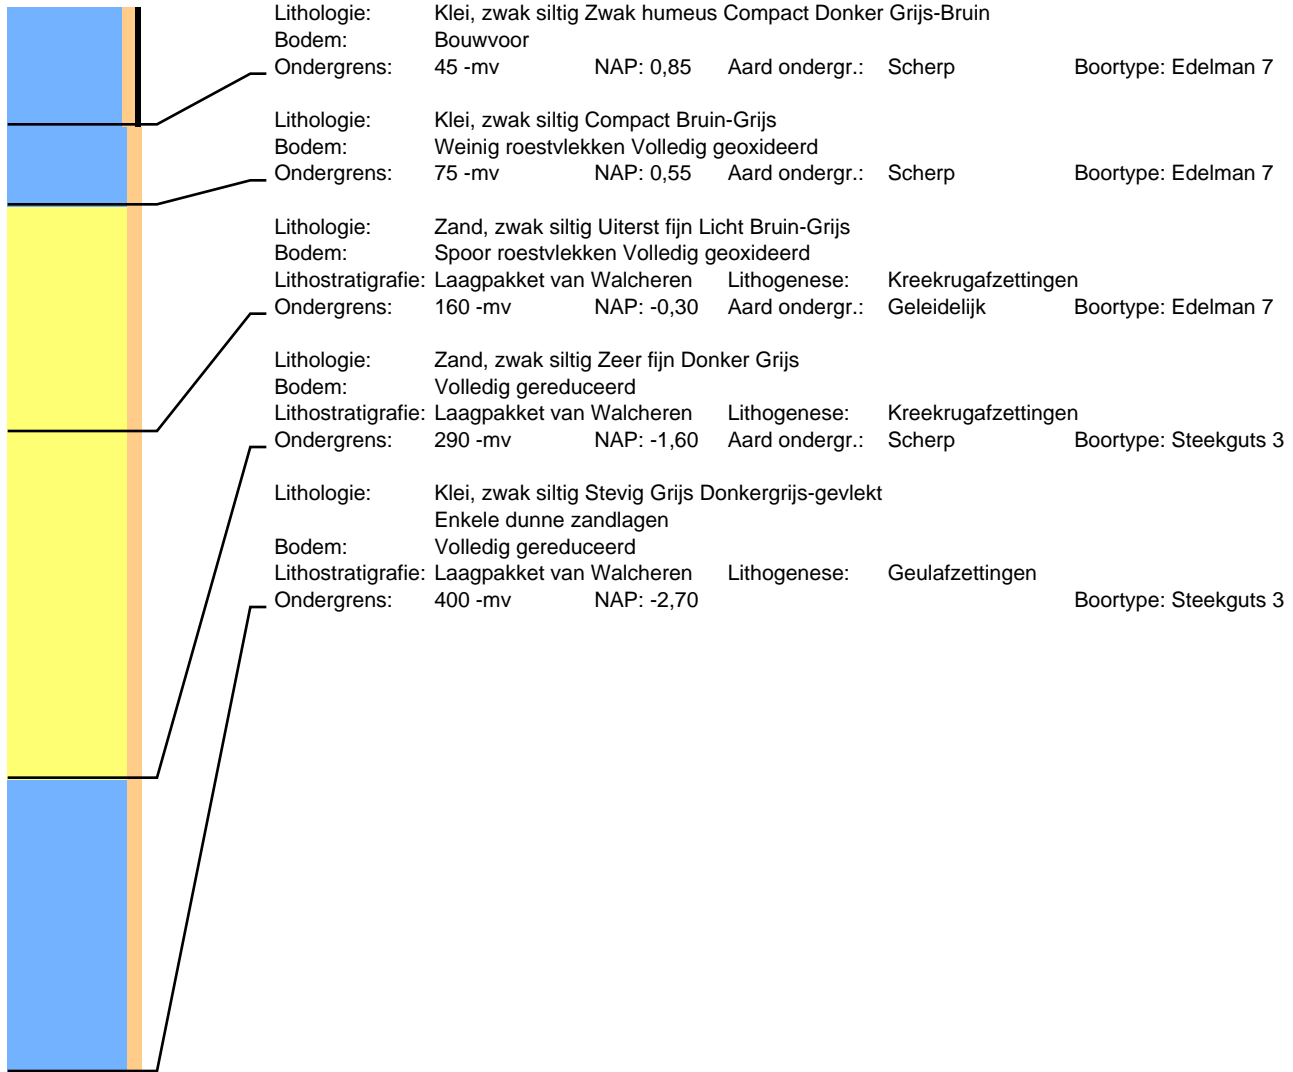 Lithologie: Klei, zwak siltig Zwak humeus Compact Donker Grijs-Bruin
Bodem: Bouwvoor
Ondergrens: 45 -mv NAP: 0,85 Aard ondergr.: Scherp Boortype: Edelman 7
Lithologie: Klei, zwak siltig Compact Bruin-Grijs
Bodem: Weinig roestvlekken Volledig geoxideerd
Ondergrens: 75 -mv NAP: 0,55 Aard ondergr.: Scherp Boortype: Edelman 7
Lithologie: Zand, zwak siltig Uiterst fijn Licht Bruin-Grijs
Bodem: Spoor roestvlekken Volledig geoxideerd
Lithostratigrafie: Laagpakket van Walcheren Lithogenese: Kreekrugafzettingen
Ondergrens: 160 -mv NAP: -0,30 Aard ondergr.: Geleidelijk Boortype: Edelman 7
Lithologie: Zand, zwak siltig Zeer fijn Donker Grijs
Bodem: Volledig gereduceerd
Lithostratigrafie: Laagpakket van Walcheren Lithogenese: Kreekrugafzettingen
Ondergrens: 290 -mv NAP: -1,60 Aard ondergr.: Scherp Boortype: Steekguts 3
Lithologie: Klei, zwak siltig Stevig Grijs Donkergrijs-gevlekt
Enkele dunne zandlagen
Bodem: Volledig gereduceerd
Lithostratigrafie: Laagpakket van Walcheren Lithogenese: Geulafzettingen
Ondergrens: 400 -mv NAP: -2,70 Boortype: Steekguts 3